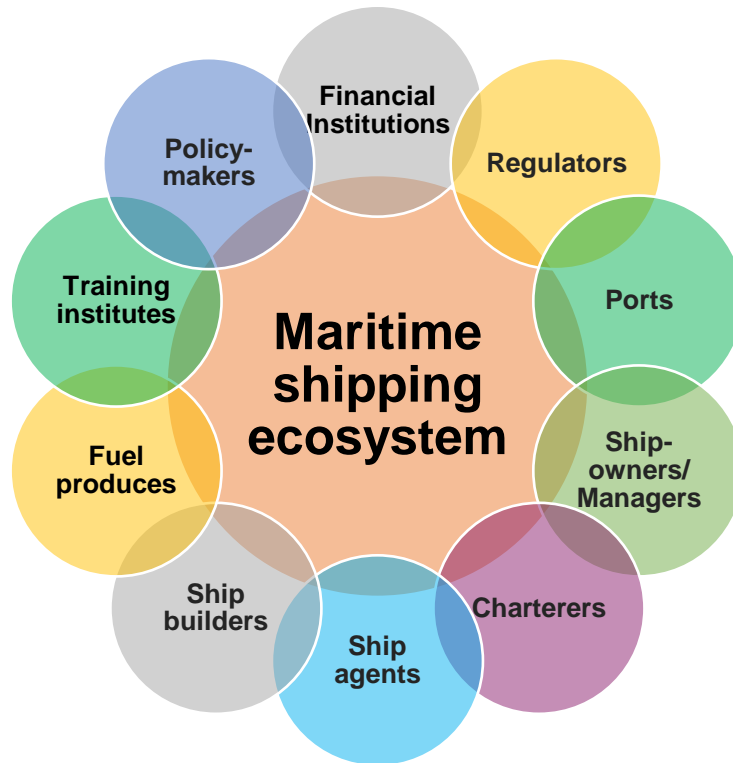 Financial
Institutions
Regulators
Ports
Ship-
owners/
Managers
Charterers
Ship
agents
Ship
builders
Fuel
produces
Training
institutes
Policy-
makers
Maritime
shipping
ecosystem